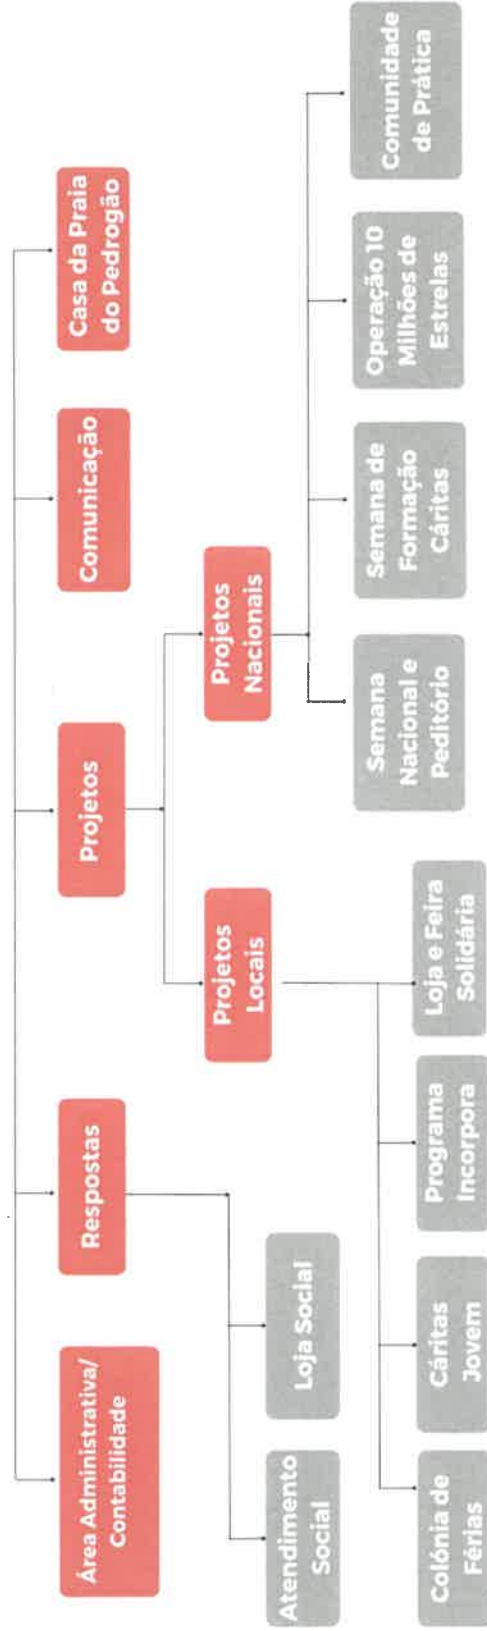 Área Administrativa/
Contabilidade
Respostas
Projetos
Comunicação
Casa da Praia
do Pedrogão
Atendimento
Social
Loja Social
Projetos
Locais
Projetos
Nacionais
Colónia de
Férias
Cáritas
Jovem
Programa
Incorpora
Loja e Feira
Solidária
Semana
Nacional e
Peditório
Semana de
Formação
Cáritas
Operação 10
Milhões de
Estrelas
Comunidade
de Prática